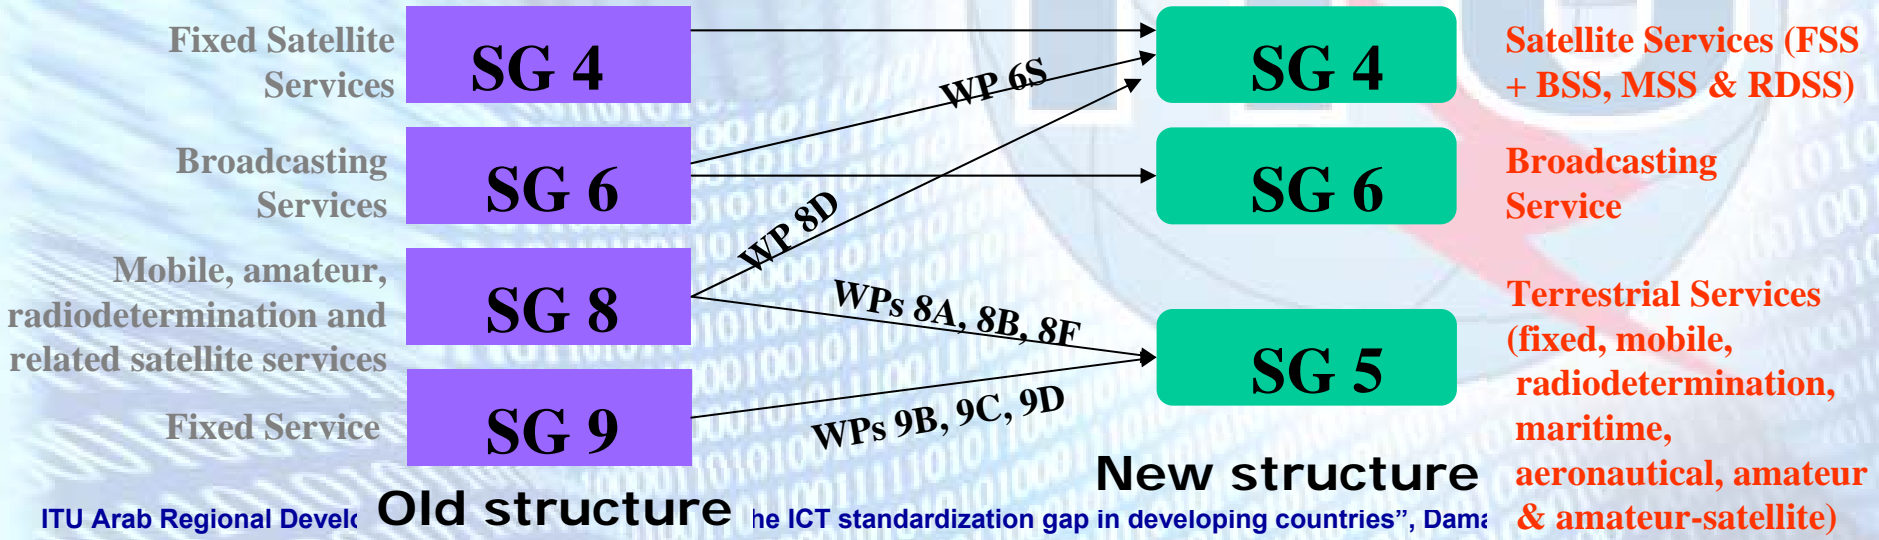 Fixed Satellite
Services
SG 4
WP 6S
SG 4
Satellite Services (FSS
+ BSS, MSS & RDSS)
Broadcasting
Services
SG 6
WP 8D
SG 6
Broadcasting
Service
Mobile, amateur,
radiodetermination and
related satellite services
SG 8
WPs 8A, 8B, 8F
SG 5
Terrestrial Services
(fixed, mobile,
radiodetermination,
maritime,
aeronautical, amateur
& amateur-satellite)
Fixed Service
SG 9
WPs 9B, 9C, 9D
Old structure
New structure
ITU Arab Regional he ICT standardization gap in developing countries”,